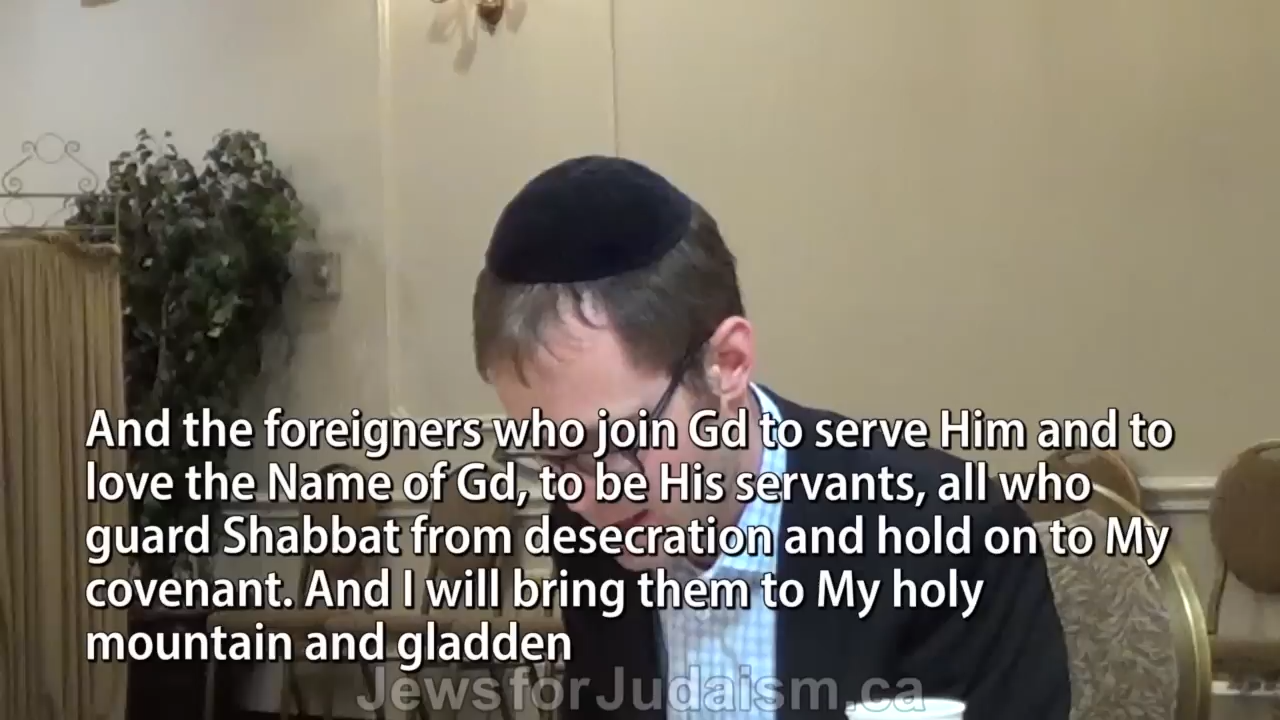 And the foreigners who join Gd to serve Him and to
love the Name of Gd, to be His servants, all who
guard Shabbat from desecration and hold on to My
covenant. And I will bring them to My holy
mountain and gladden
JewsforJudaism.ca